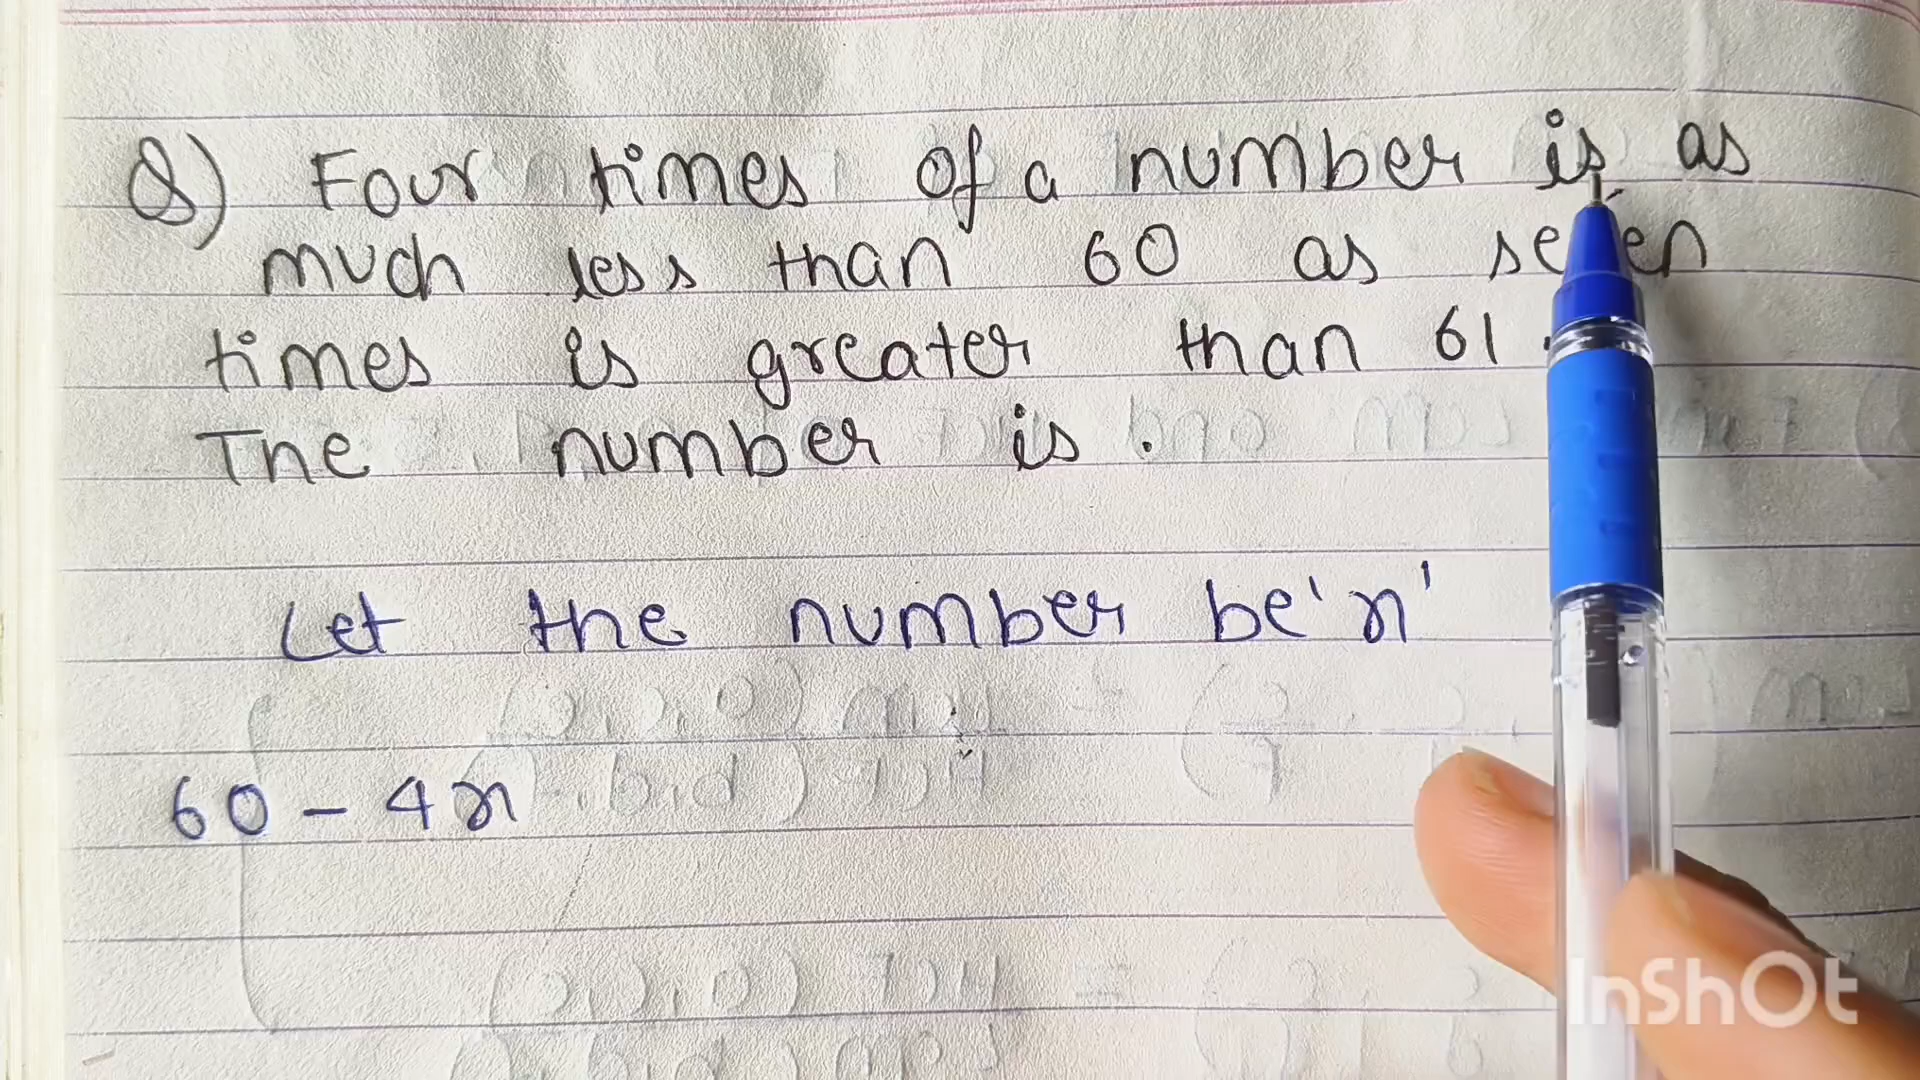 Q) Four times of a number is as
much less than 60 as seven
times is greater than 61.
The number is.
Let the number be 'x'
60 - 4x
InShOt